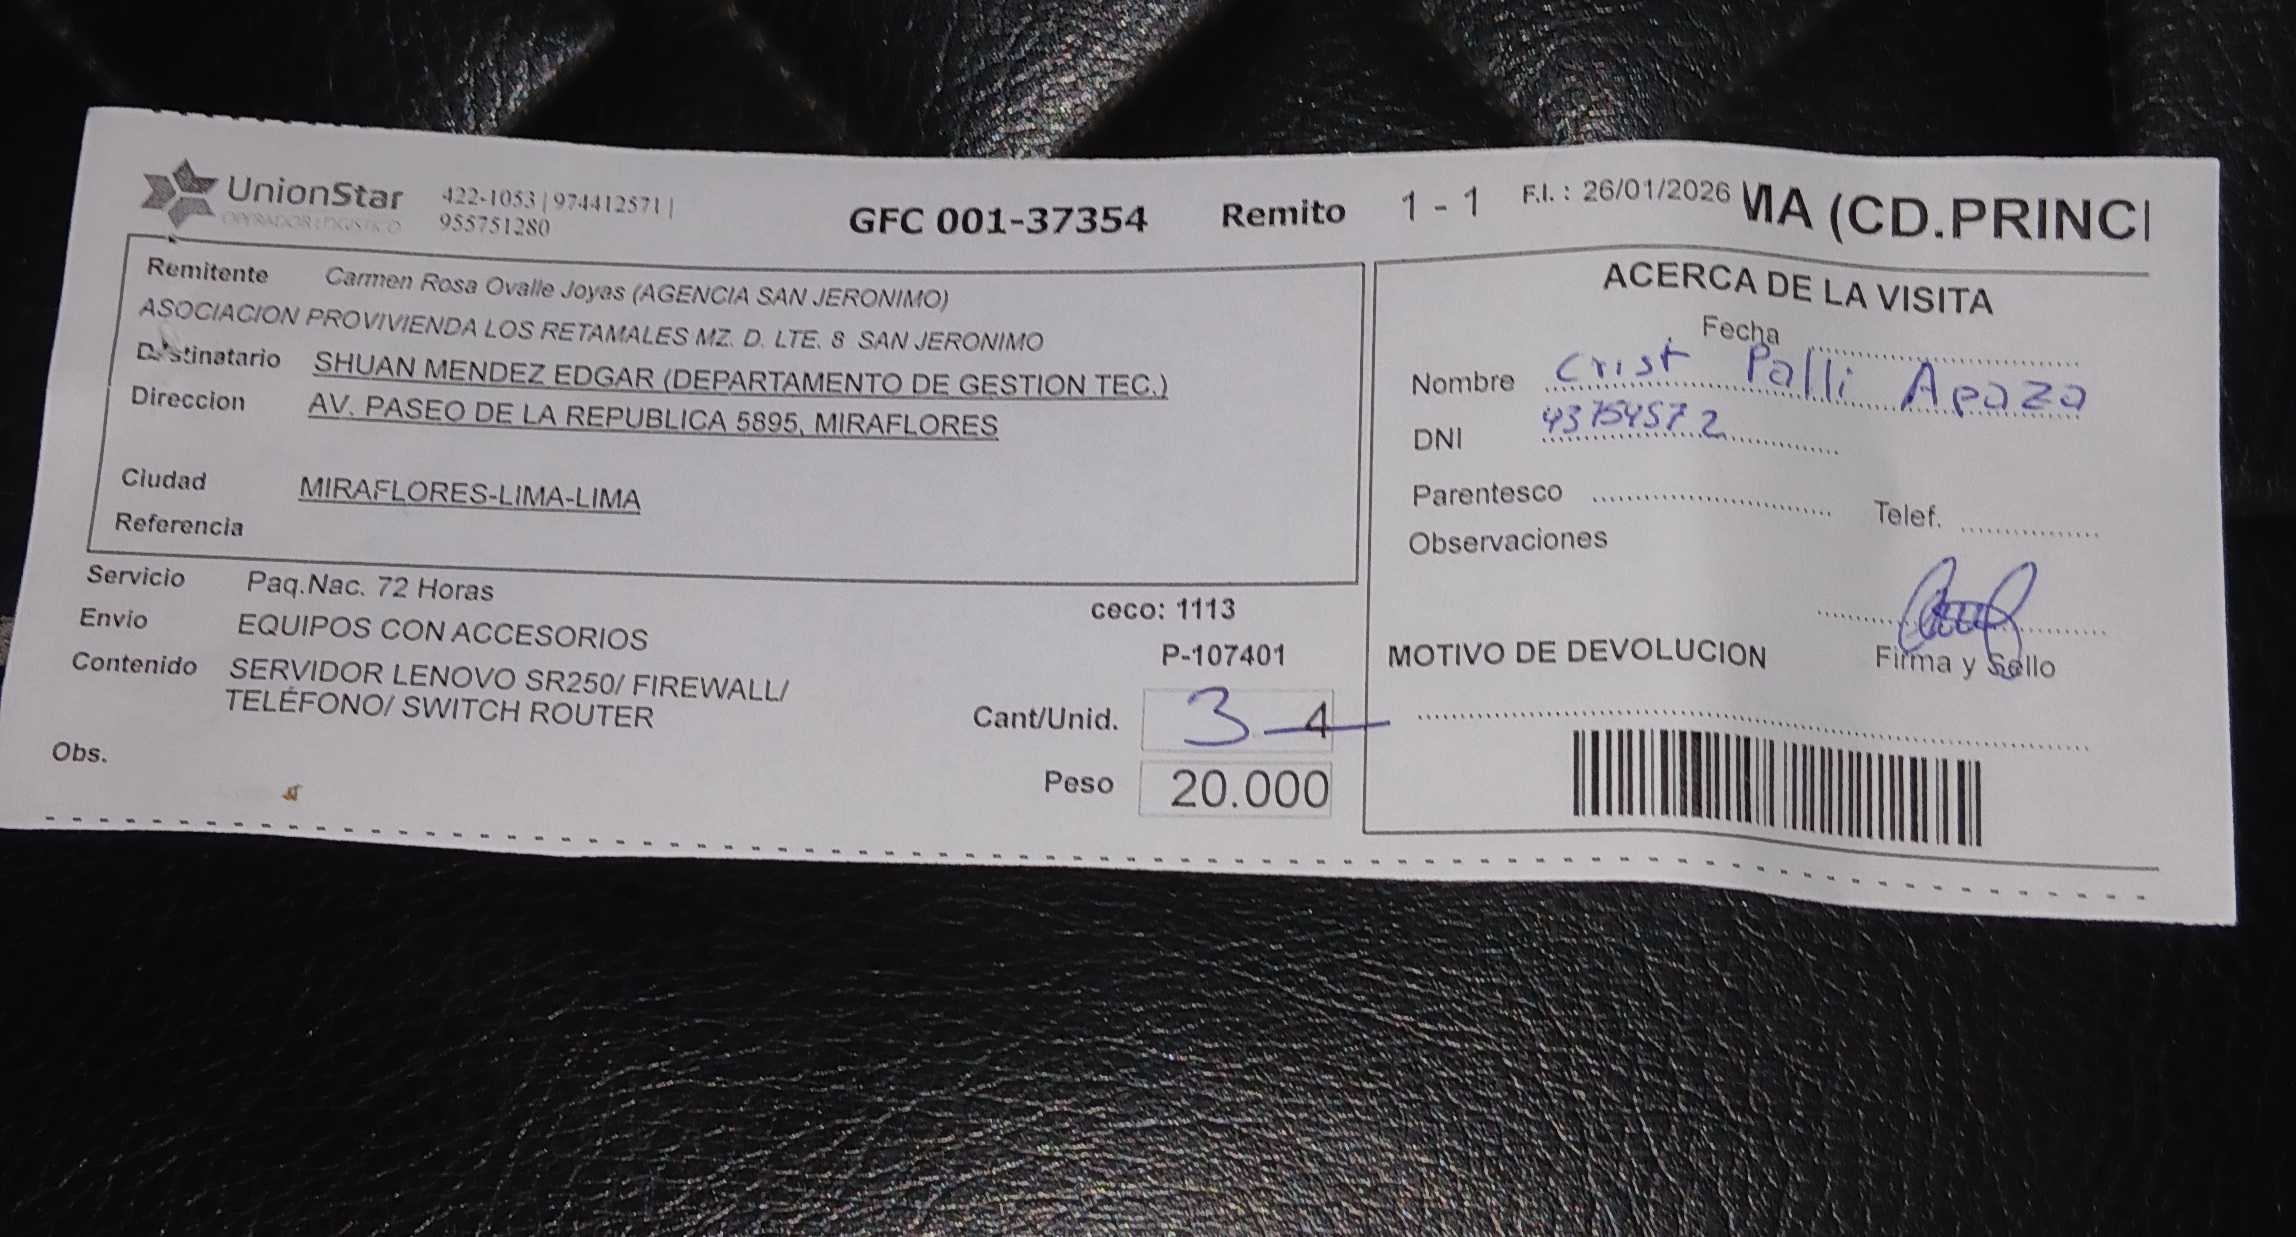 UnionStar 422-1053 | 974412571 |
OPERADOR LOGISTICO 955751280
GFC 001-37354 Remito 1 - 1 F.I. : 26/01/2026 MA (CD.PRINCI
Remitente Carmen Rosa Ovalle Joyas (AGENCIA SAN JERONIMO)
ASOCIACION PROVIVIENDA LOS RETAMALES MZ. D. LTE. 8 SAN JERONIMO
Destinatario SHUAN MENDEZ EDGAR (DEPARTAMENTO DE GESTION TEC.)
Direccion AV. PASEO DE LA REPUBLICA 5895, MIRAFLORES
Ciudad MIRAFLORES-LIMA-LIMA
Referencia
Servicio Paq.Nac. 72 Horas
Envio EQUIPOS CON ACCESORIOS
Contenido SERVIDOR LENOVO SR250/ FIREWALL/
TELÉFONO/ SWITCH ROUTER
Obs.
ceco: 1113
P-107401
Cant/Unid. 3 4
Peso 20.000
ACERCA DE LA VISITA
Fecha
Nombre Crist Palli Apaza
DNI
Parentesco Telef.
Observaciones
Firma y Sello
MOTIVO DE DEVOLUCION